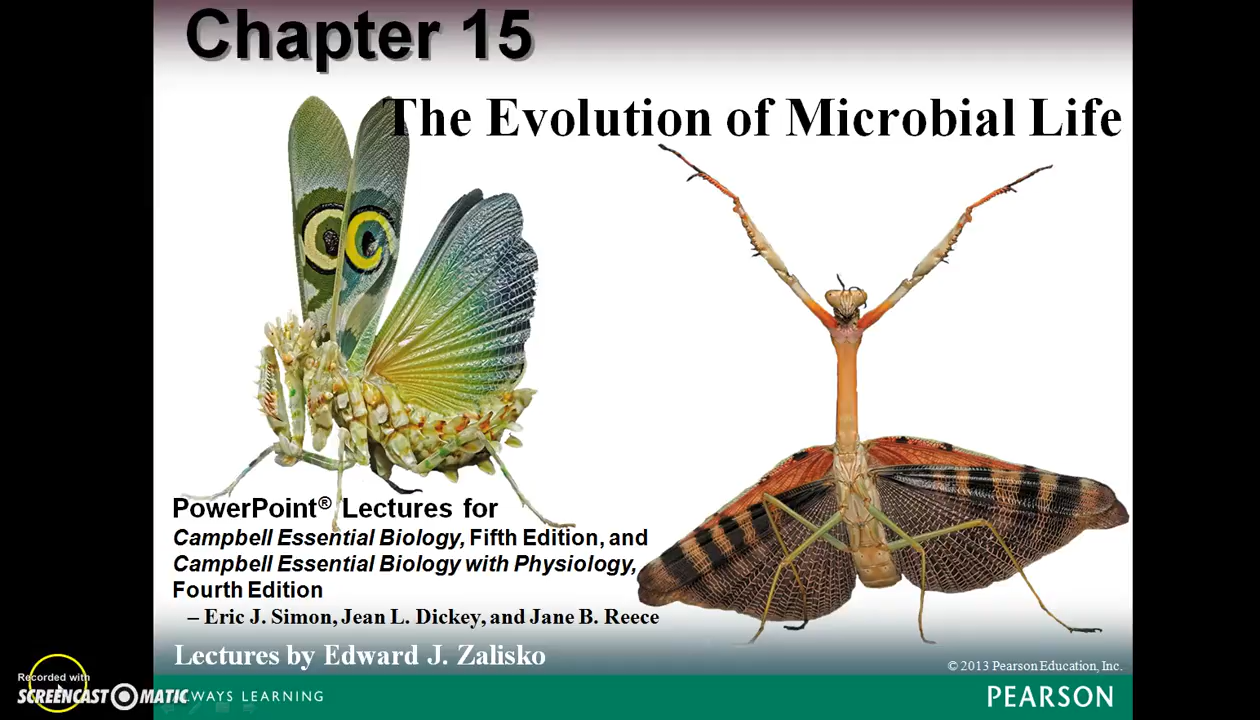 Chapter 15
The Evolution of Microbial Life
PowerPoint® Lectures for
Campbell Essential Biology, Fifth Edition, and
Campbell Essential Biology with Physiology,
Fourth Edition
– Eric J. Simon, Jean L. Dickey, and Jane B. Reece
Lectures by Edward J. Zalisko
© 2013 Pearson Education, Inc.
Recorded with
SCREENCAST MATIC
ALWAYS LEARNING
PEARSON